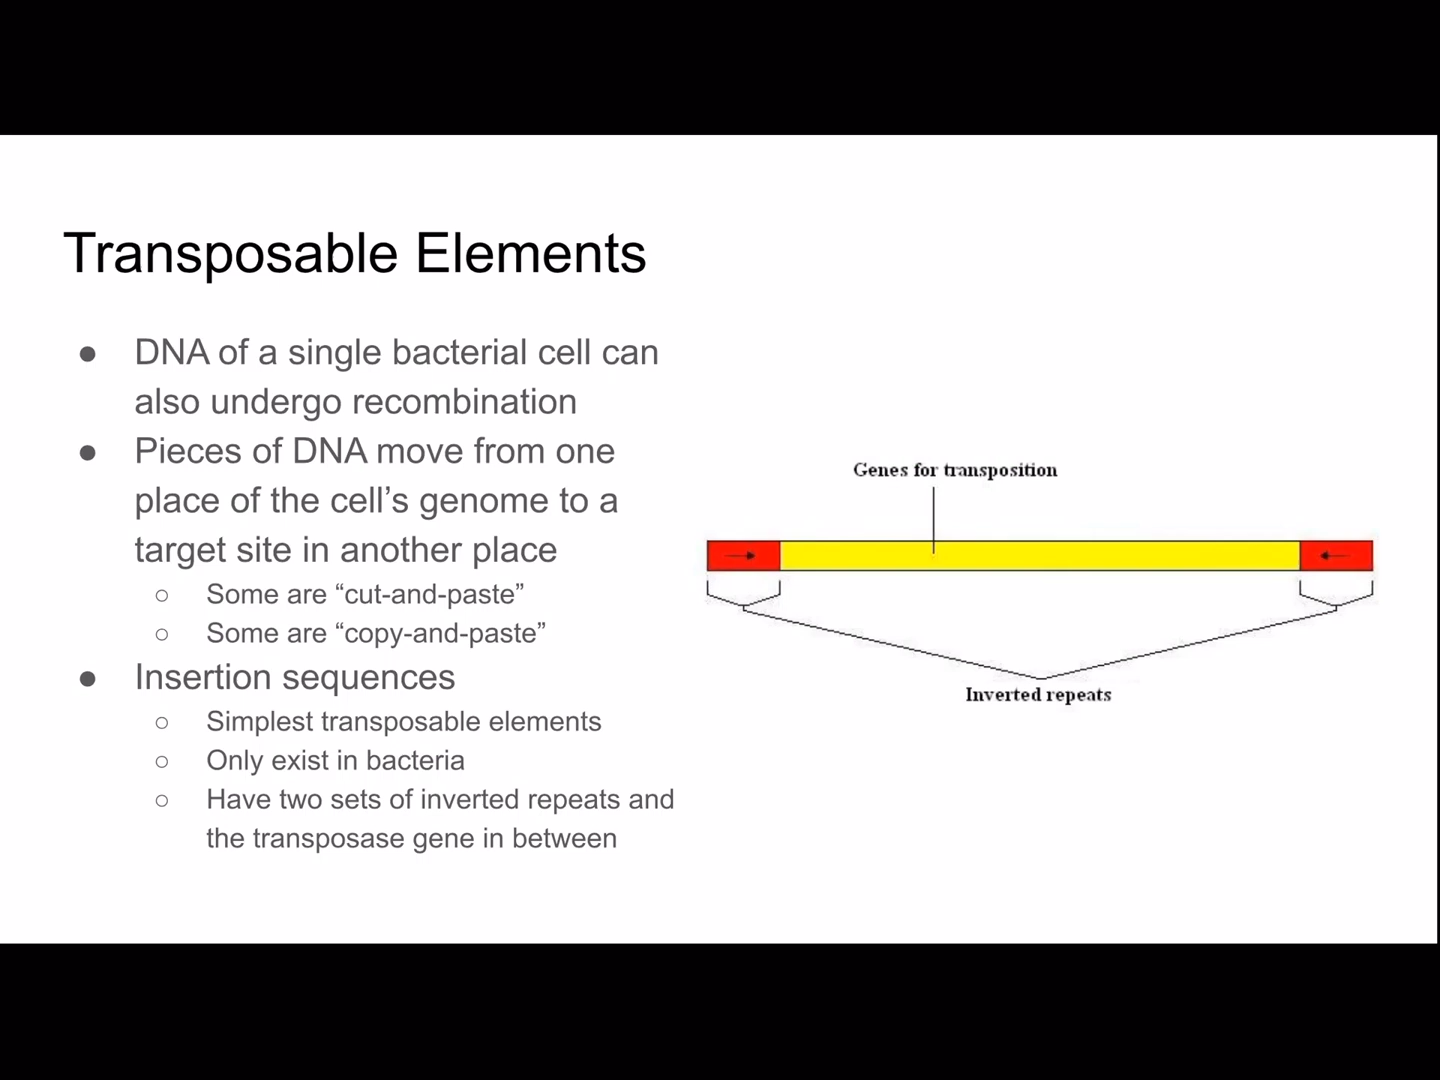 Transposable Elements
● DNA of a single bacterial cell can
also undergo recombination
● Pieces of DNA move from one
place of the cell’s genome to a
target site in another place
○ Some are “cut-and-paste”
○ Some are “copy-and-paste”
● Insertion sequences
○ Simplest transposable elements
○ Only exist in bacteria
○ Have two sets of inverted repeats and
the transposase gene in between
Genes for transposition
Inverted repeats